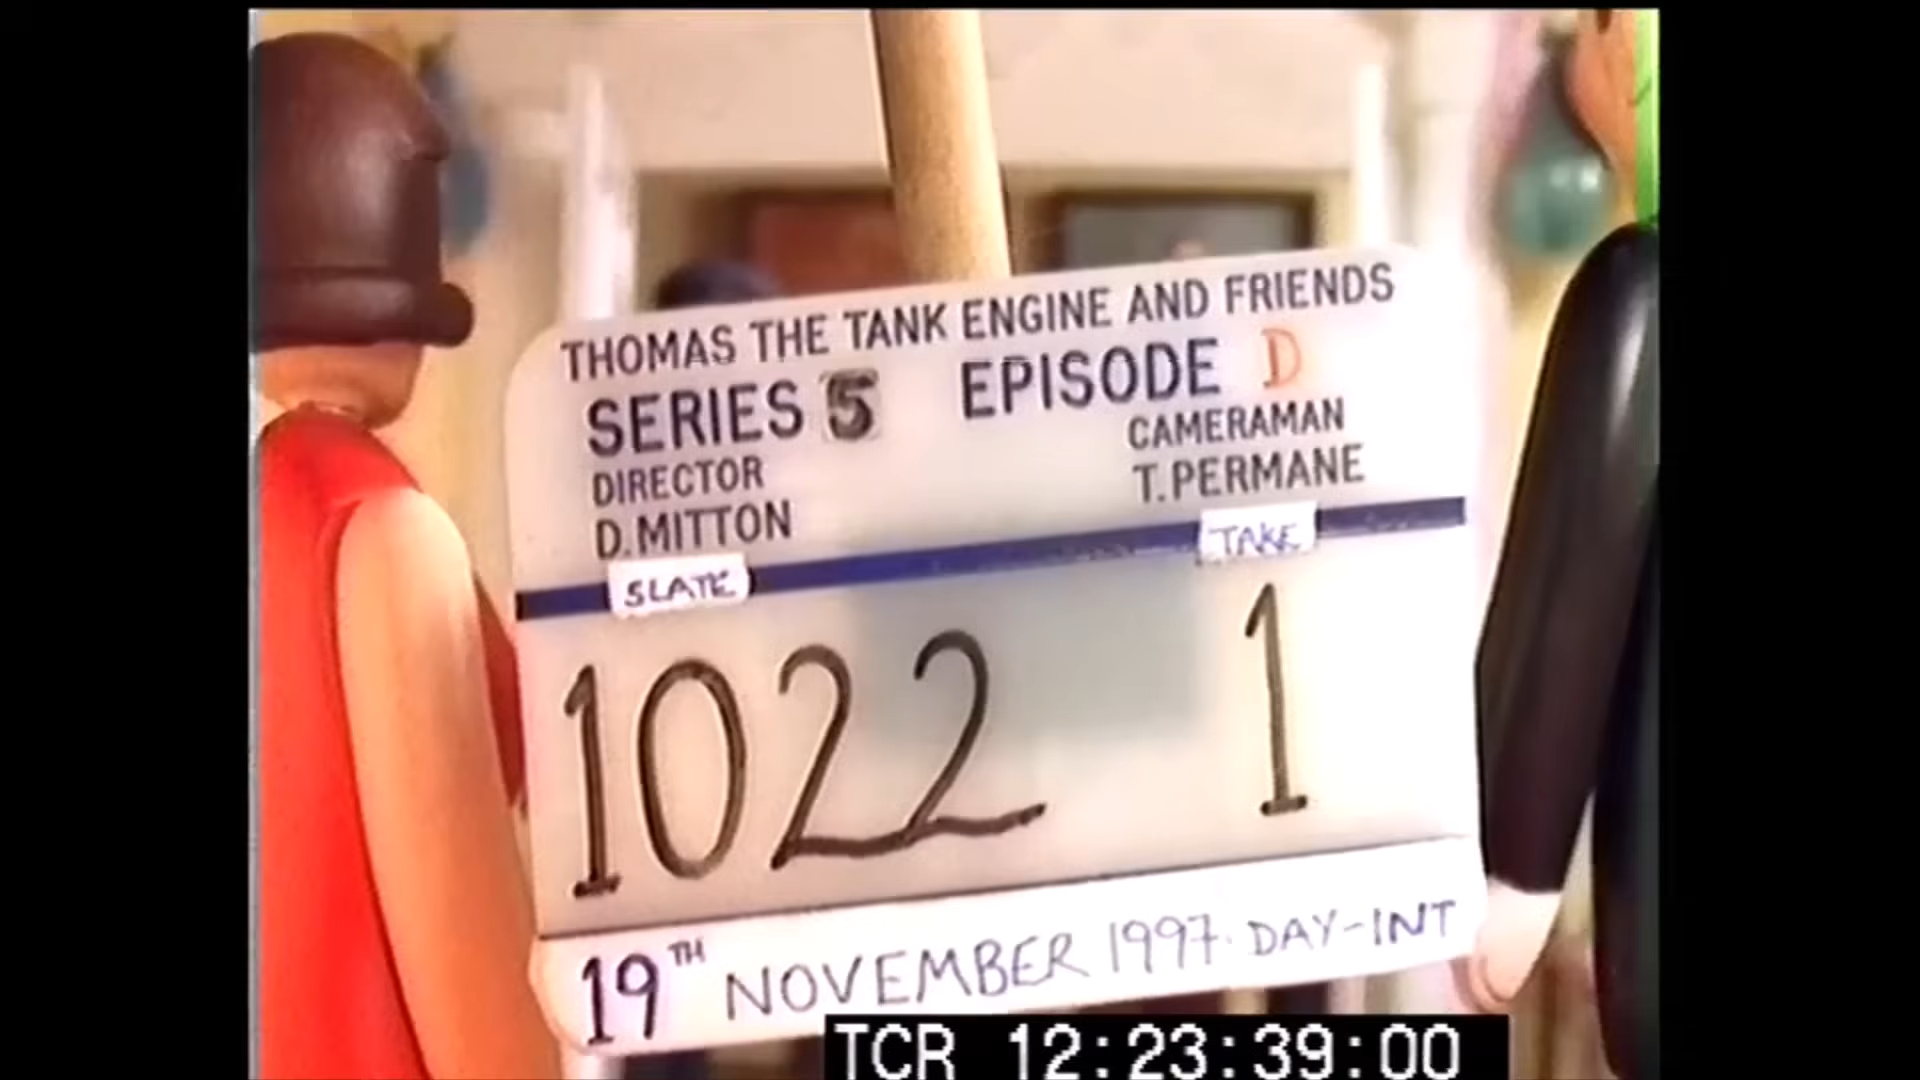 THOMAS THE TANK ENGINE AND FRIENDS
SERIES 5 EPISODE D
DIRECTOR
D.MITTON
CAMERAMAN
T.PERMANE
SLATE
TAKE
1022
1
19TH NOVEMBER 1997. DAY-INT
TCR 12:23:39:00